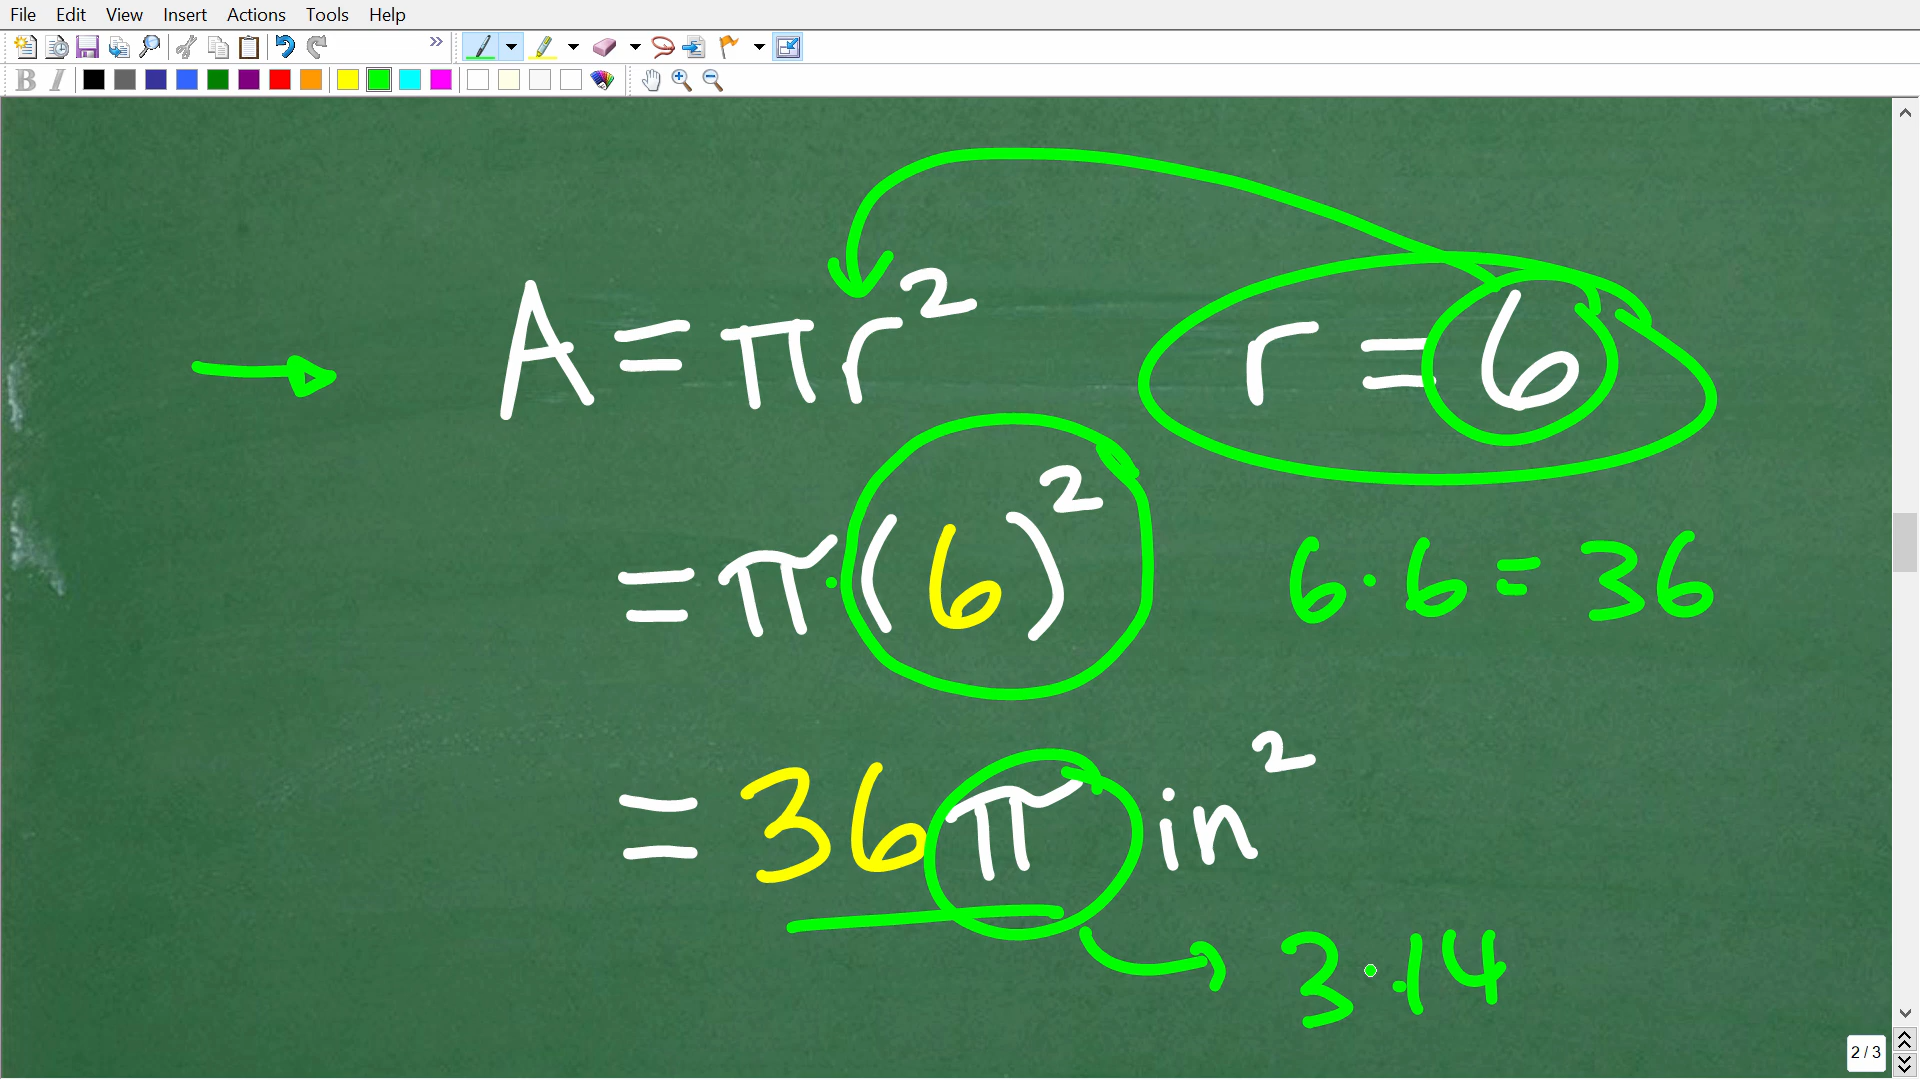 File Edit View Insert Actions Tools Help
B I
A = πr² r = 6
= π·(6)² 6·6 = 36
= 36π in²
3.14
2 / 3